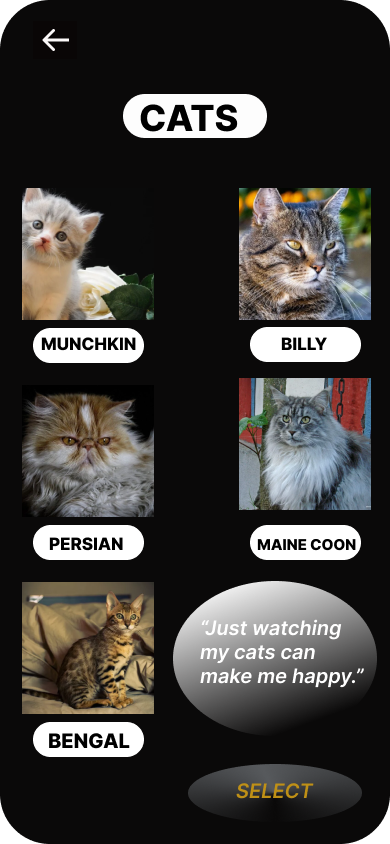 CATS
MUNCHKIN
BILLY
PERSIAN
MAINE COON
BENGAL
“Just watching
my cats can
make me happy.”
SELECT